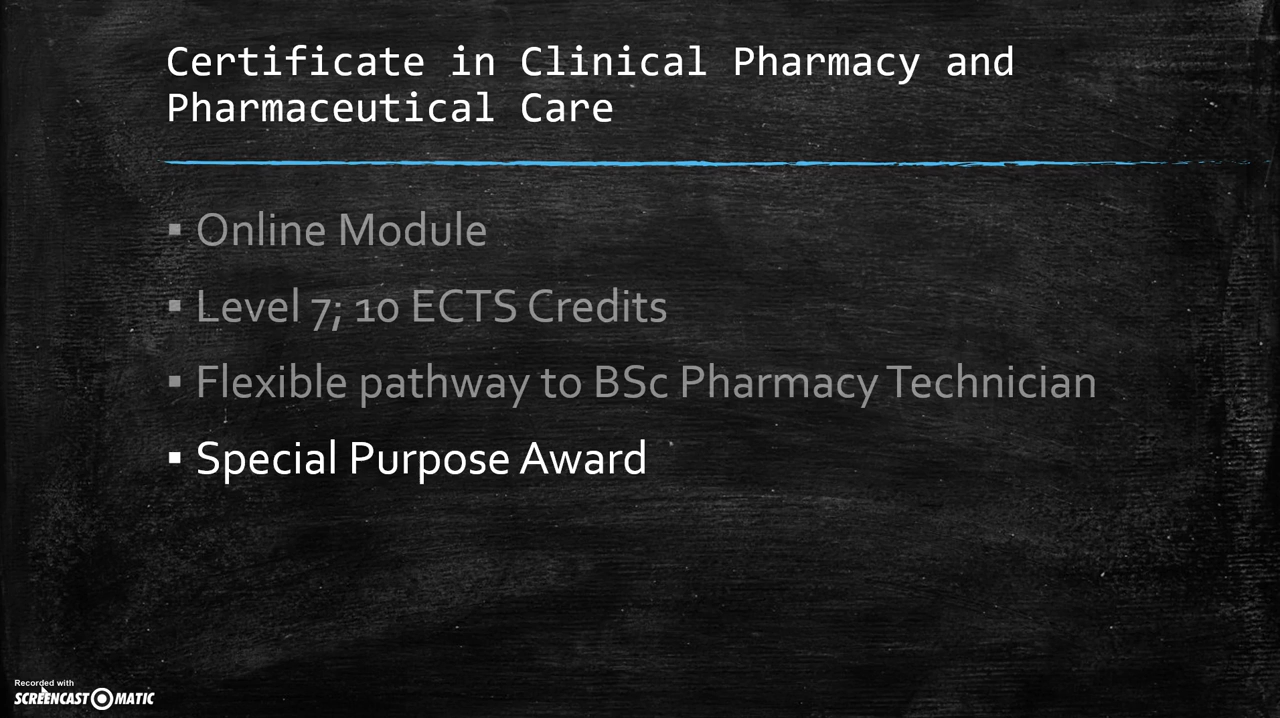 Certificate in Clinical Pharmacy and
Pharmaceutical Care
▪ Online Module
▪ Level 7; 10 ECTS Credits
▪ Flexible pathway to BSc Pharmacy Technician
▪ Special Purpose Award
Recorded with
SCREENCAST MATIC